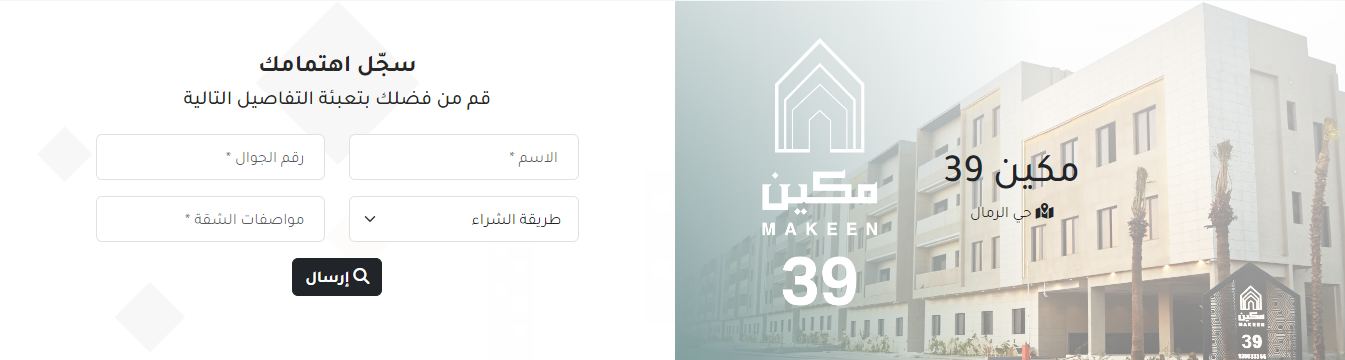 مكين 39
حي الرمال
مكين
MAKEEN
39
مكين
MAKEEN
39
سجّل اهتمامك
قم من فضلك بتعبئة التفاصيل التالية
الاسم *
رقم الجوال *
طريقة الشراء
مواصفات الشقة *
إرسال